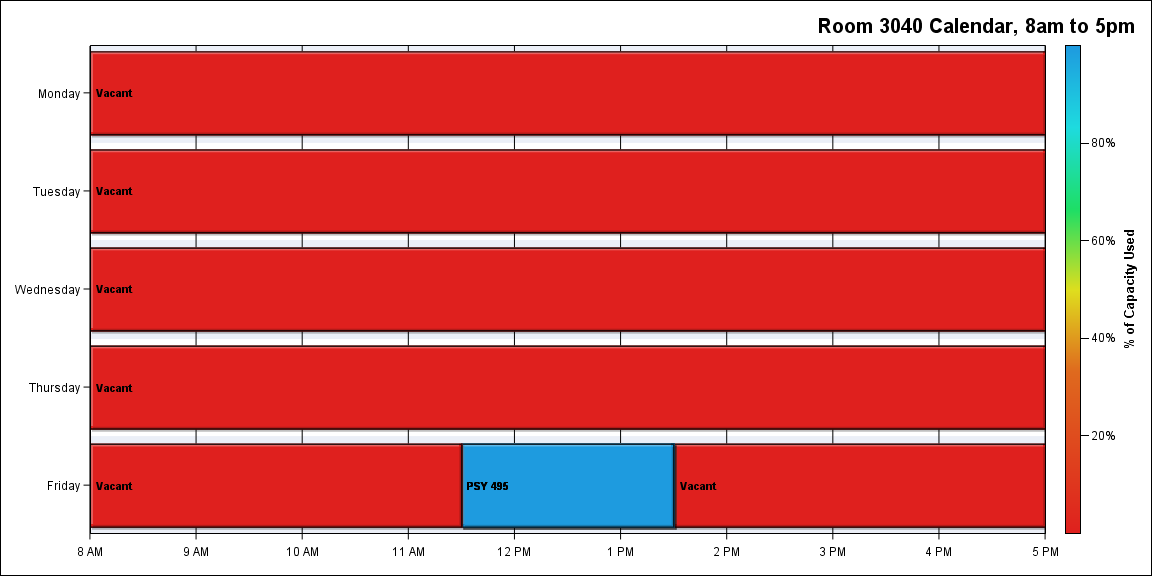 Room 3040 Calendar, 8am to 5pm
Monday
Vacant
Tuesday
Vacant
Wednesday
Vacant
Thursday
Vacant
Friday
Vacant
PSY 495
Vacant
8 AM
9 AM
10 AM
11 AM
12 PM
1 PM
2 PM
3 PM
4 PM
5 PM
80%
60%
40%
20%
% of Capacity Used